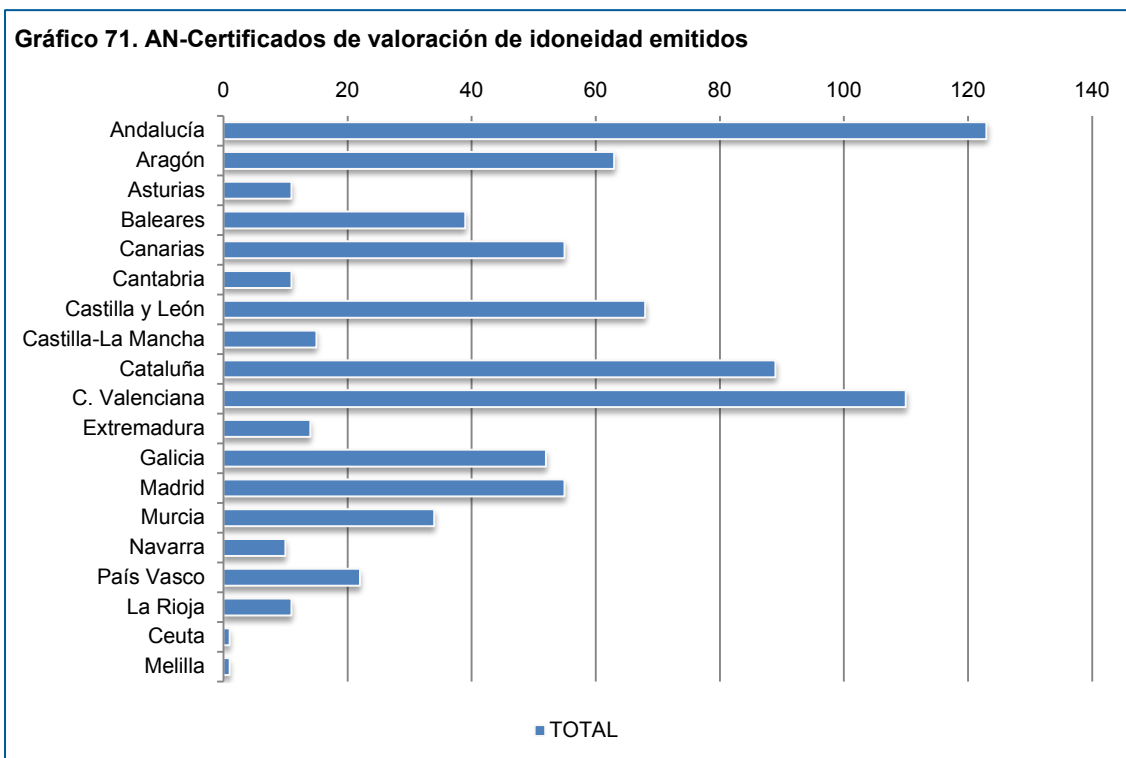 Gráfico 71. AN-Certificados de valoración de idoneidad emitidos
0 20 40 60 80 100 120 140
Andalucía
Aragón
Asturias
Baleares
Canarias
Cantabria
Castilla y León
Castilla-La Mancha
Cataluña
C. Valenciana
Extremadura
Galicia
Madrid
Murcia
Navarra
País Vasco
La Rioja
Ceuta
Melilla
TOTAL